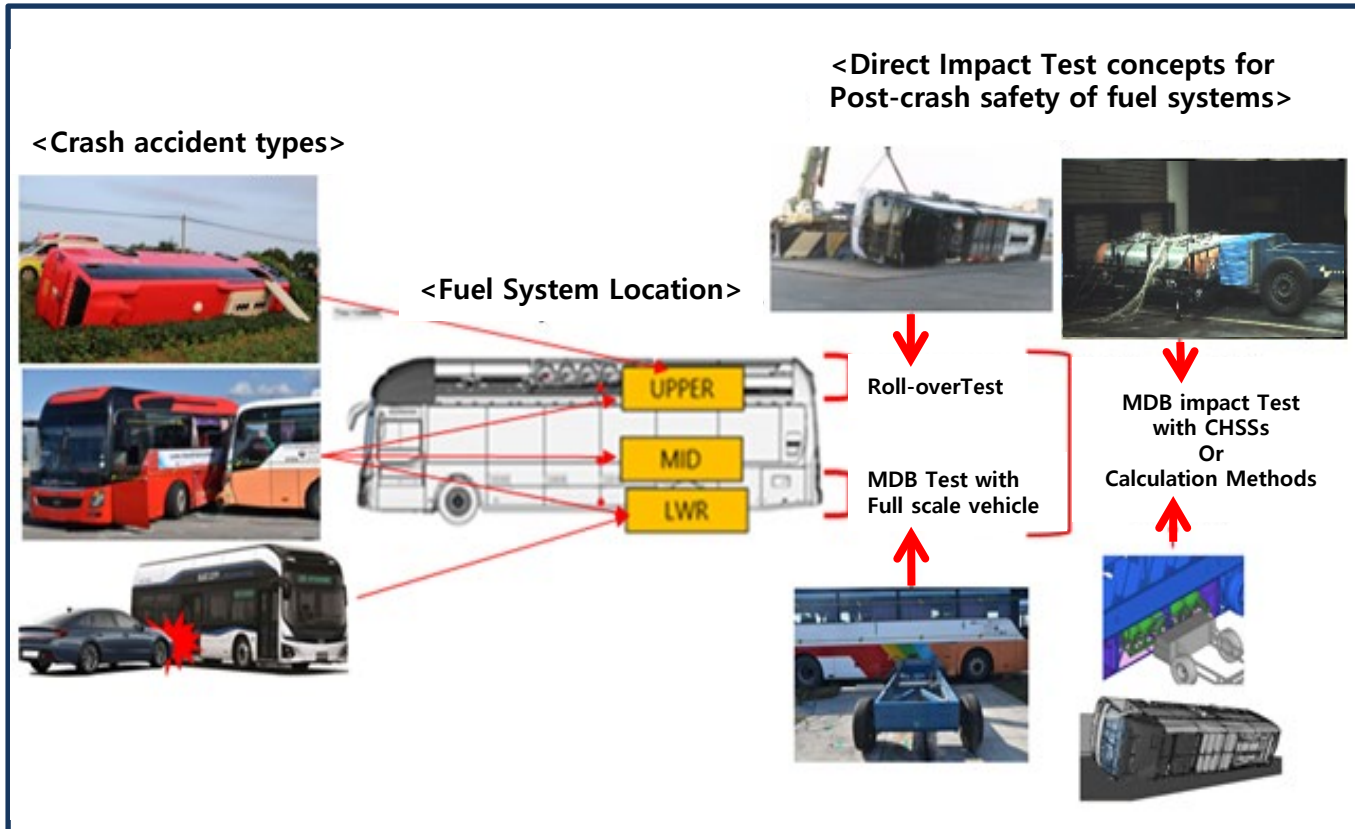 <Direct Impact Test concepts for
Post-crash safety of fuel systems>
<Crash accident types>
<Fuel System Location>
UPPER
MID
LWR
Roll-overTest
MDB Test with
Full scale vehicle
MDB impact Test
with CHSSs
Or
Calculation Methods